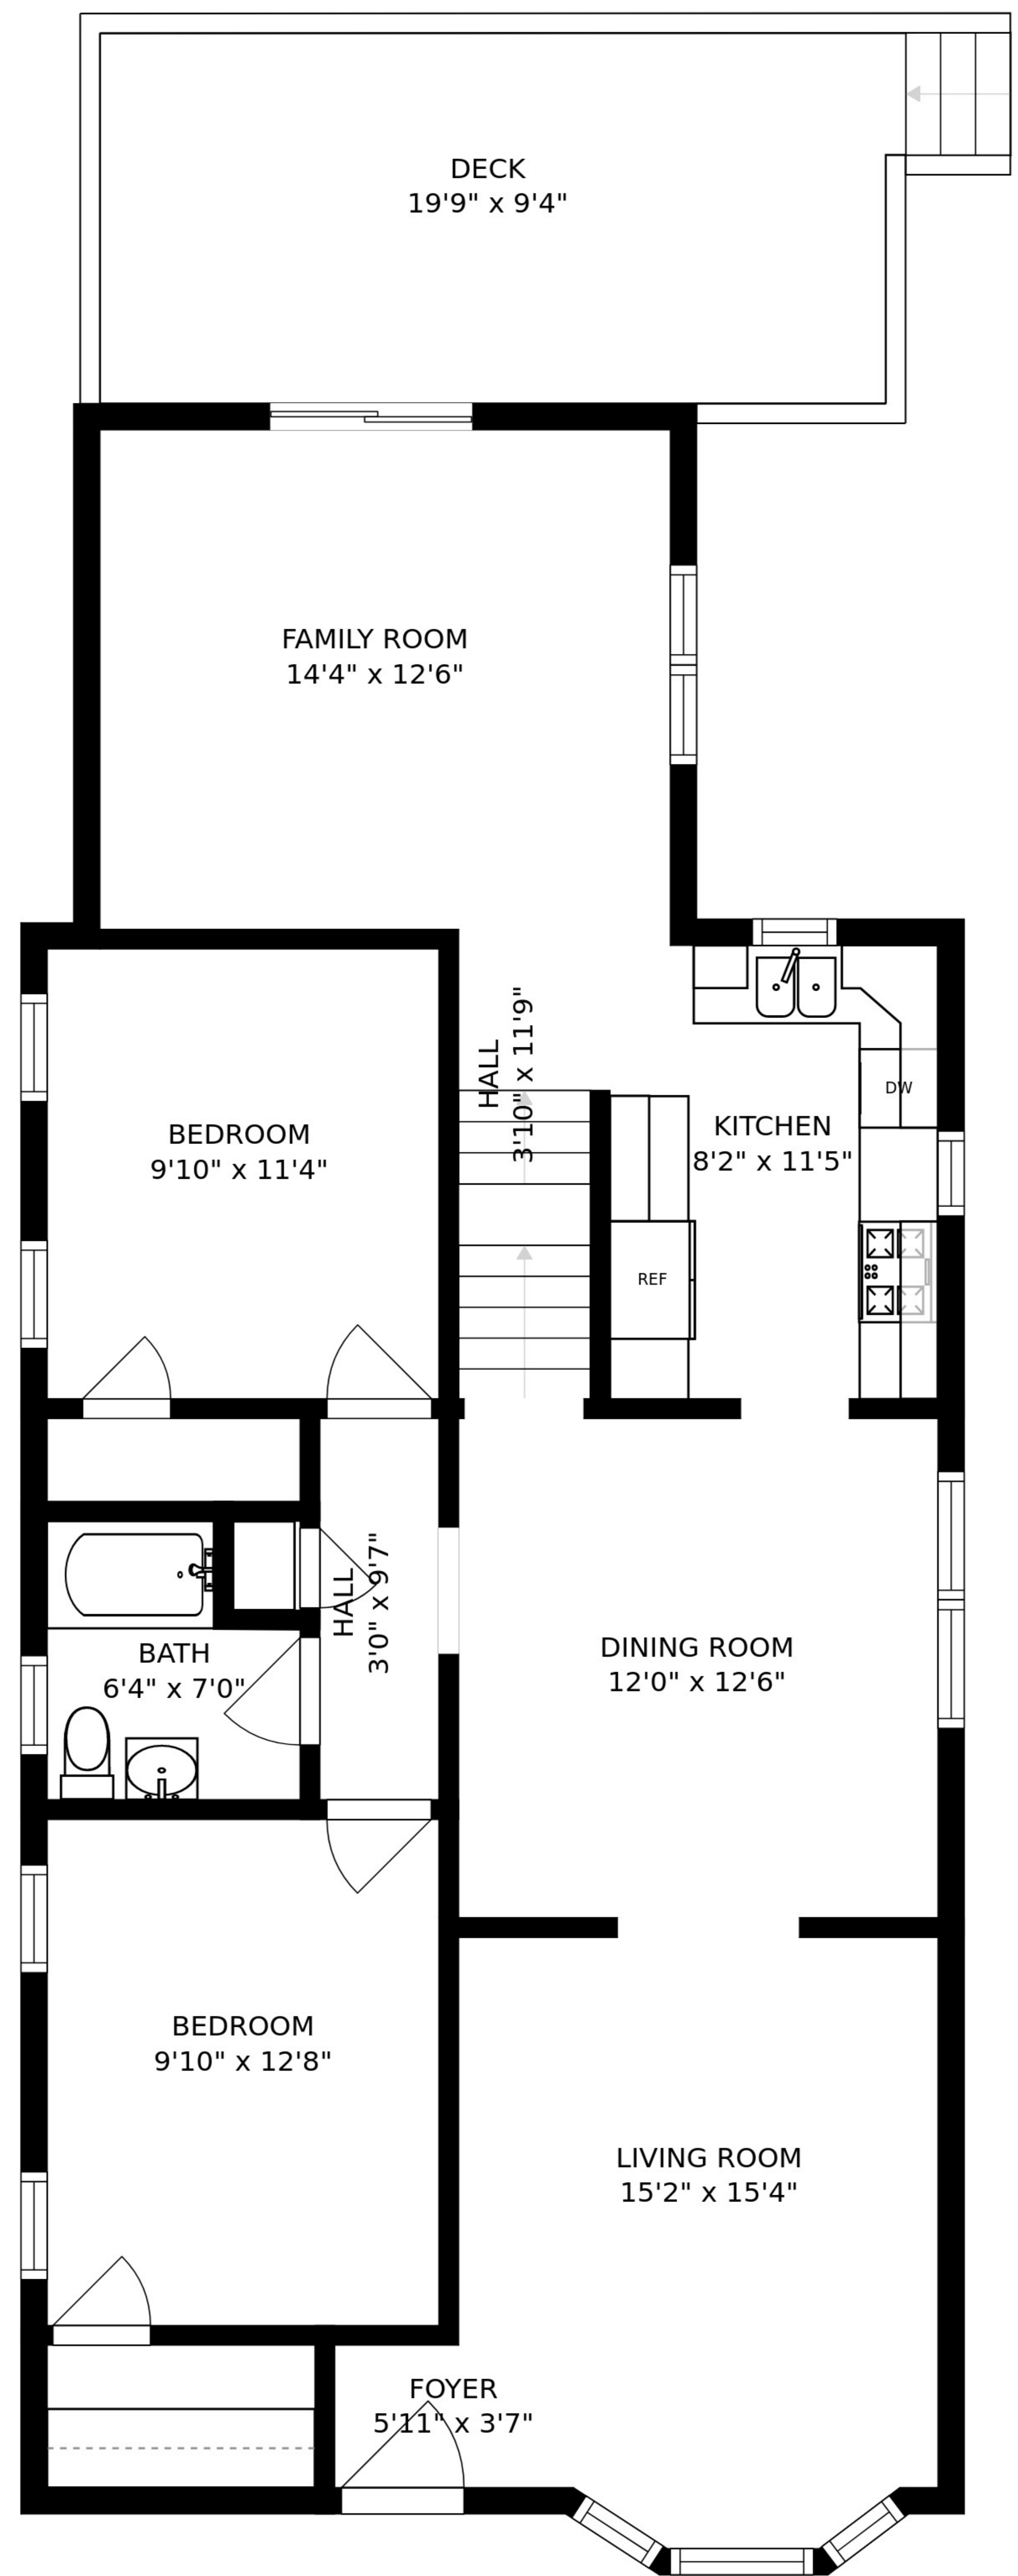 DECK
19'9" x 9'4"
FAMILY ROOM
14'4" x 12'6"
HALL
3'10" x 11'9"
DW
KITCHEN
8'2" x 11'5"
BEDROOM
9'10" x 11'4"
REF
HALL
3'0" x 9'7"
BATH
6'4" x 7'0"
DINING ROOM
12'0" x 12'6"
BEDROOM
9'10" x 12'8"
LIVING ROOM
15'2" x 15'4"
FOYER
5'11" x 3'7"